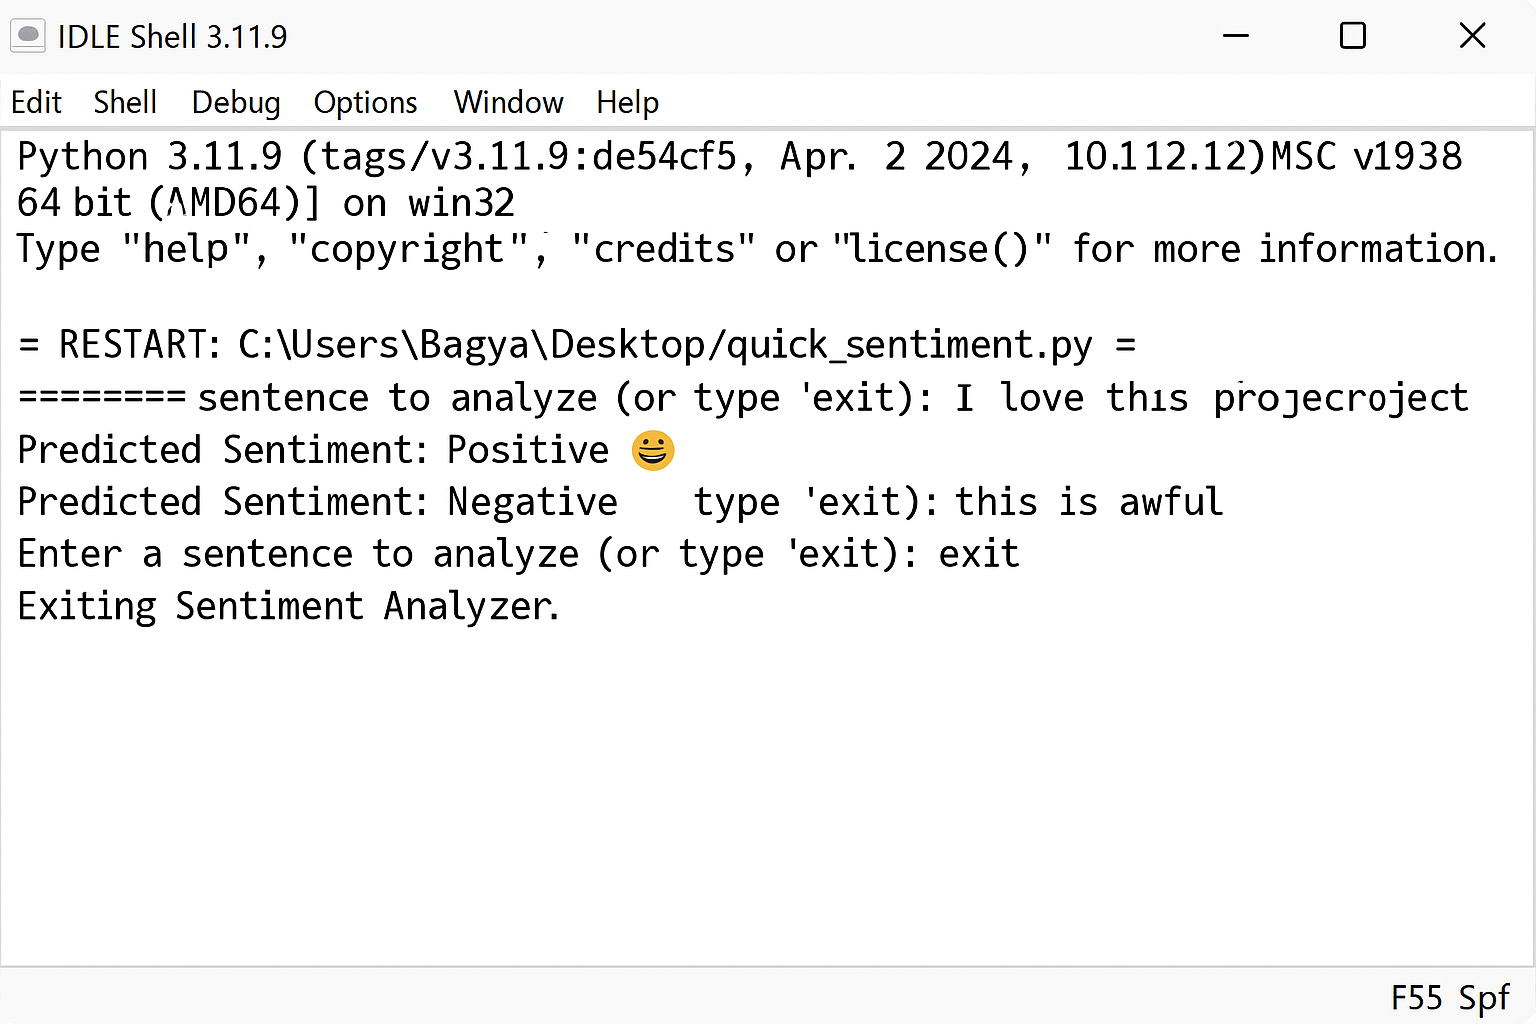 IDLE Shell 3.11.9
Edit Shell Debug Options Window Help
Python 3.11.9 (tags/v3.11.9:de54cf5, Apr. 2 2024, 10.112.12)MSC v1938
64 bit (AMD64)] on win32
Type "help", "copyright", "credits" or "license()" for more information.
= RESTART: C:\Users\Bagya\Desktop/quick_sentiment.py =
======== sentence to analyze (or type 'exit): I love this projecroject
Predicted Sentiment: Positive 😀
Predicted Sentiment: Negative type 'exit): this is awful
Enter a sentence to analyze (or type 'exit): exit
Exiting Sentiment Analyzer.
F55 Spf